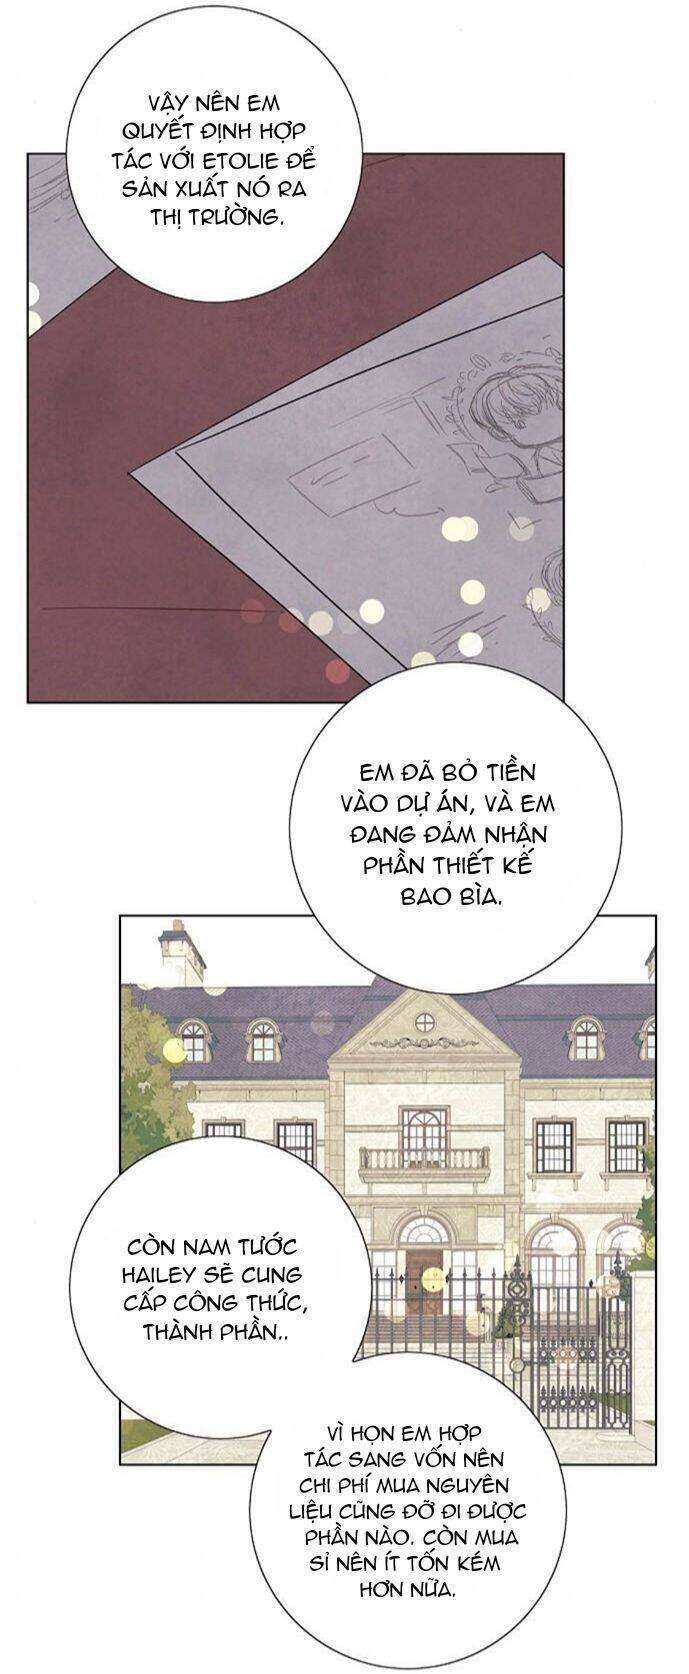 VẬY NÊN EM
QUYẾT ĐỊNH HỢP
TÁC VỚI ETOLIE ĐỂ
SẢN XUẤT NÓ RA
THỊ TRƯỜNG.
EM ĐÃ BỎ TIỀN
VÀO DỰ ÁN, VÀ EM
ĐANG ĐẢM NHẬN
PHẦN THIẾT KẾ
BAO BÌA.
CÒN NAM TƯỚC
HAILEY SẼ CUNG
CẤP CÔNG THỨC,
THÀNH PHẦN..
VÌ HỌN EM HỢP
TÁC SANG VỐN NÊN
CHI PHÍ MUA NGUYÊN
LIỆU CŨNG ĐỠ ĐI ĐƯỢC
PHẦN NÀO. CÒN MUA
SỈ NÊN ÍT TỐN KÉM
HƠN NỮA.